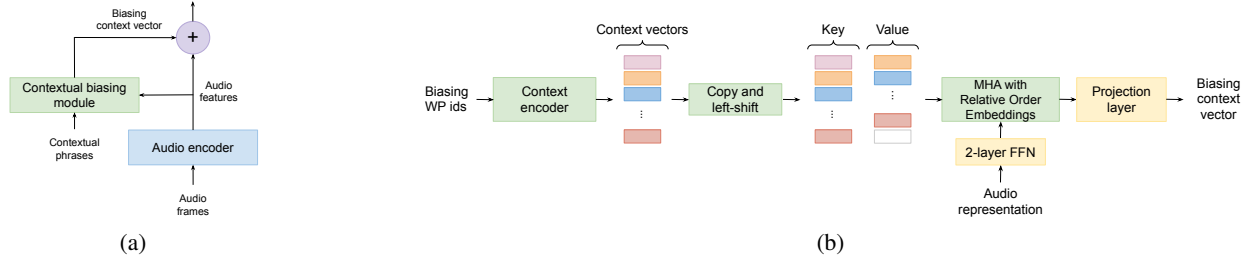 Biasing
context vector
+
Contextual biasing
module
Audio
features
Contextual
phrases
Audio encoder
Audio
frames
(a)
Context vectors
Key
Value
Biasing
WP ids
Context
encoder
Copy and
left-shift
...
...
...
MHA with
Relative Order
Embeddings
Projection
layer
Biasing
context
vector
2-layer FFN
Audio
representation
(b)